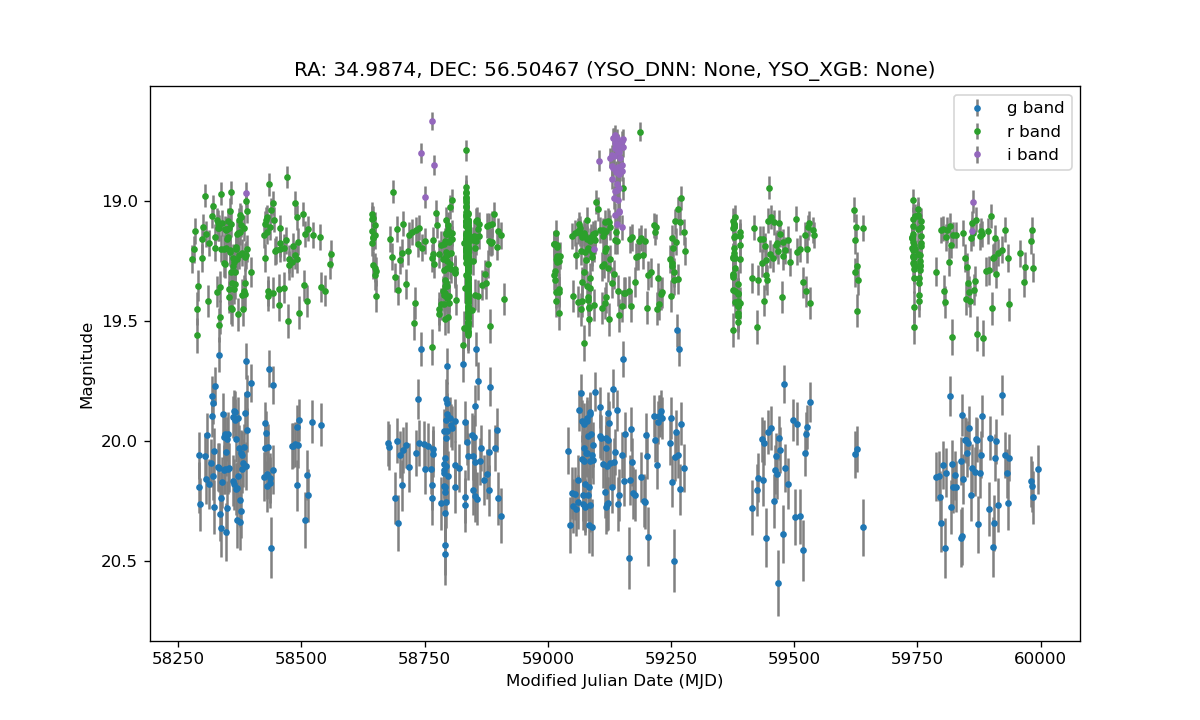 RA: 34.9874, DEC: 56.50467 (YSO_DNN: None, YSO_XGB: None)
g band
r band
i band
19.0
19.5
20.0
20.5
Magnitude
58250 58500 58750 59000 59250 59500 59750 60000
Modified Julian Date (MJD)